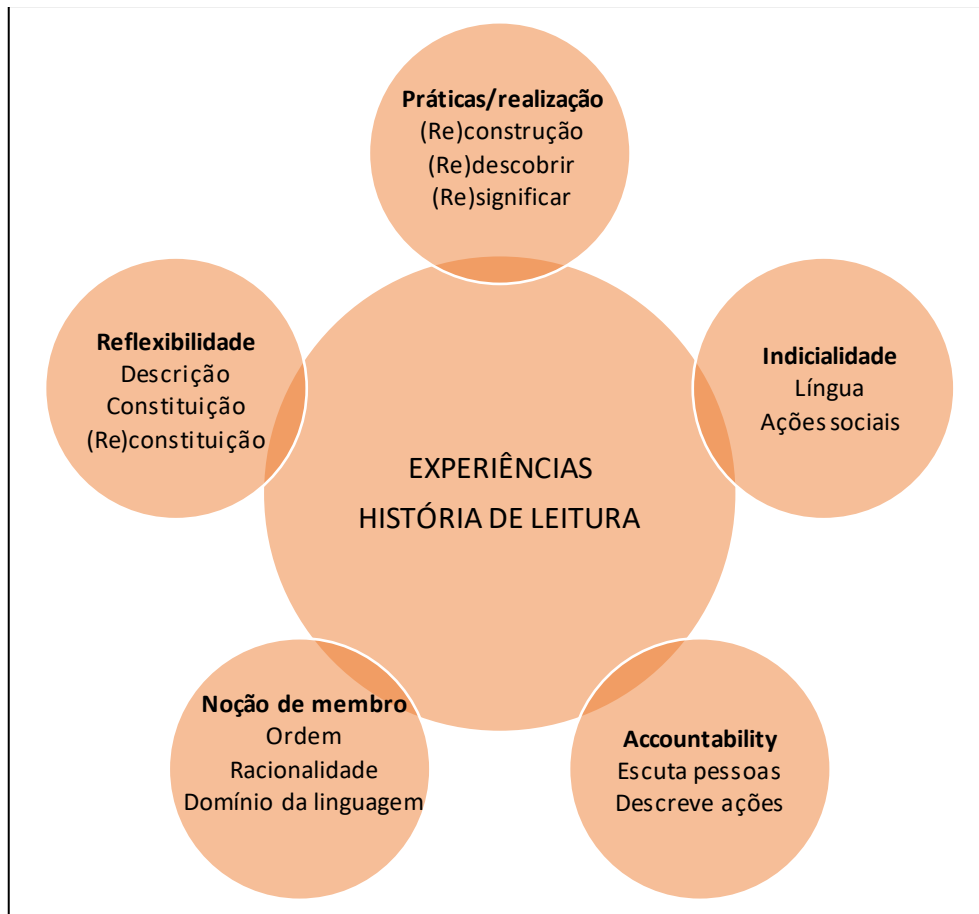 Práticas/realização
(Re)construção
(Re)descobrir
(Re)significar
Reflexibilidade
Descrição
Constituição
(Re)constituição
Indicialidade
Língua
Ações sociais
EXPERIÊNCIAS
HISTÓRIA DE LEITURA
Noção de membro
Ordem
Racionalidade
Domínio da linguagem
Accountability
Escuta pessoas
Descreve ações